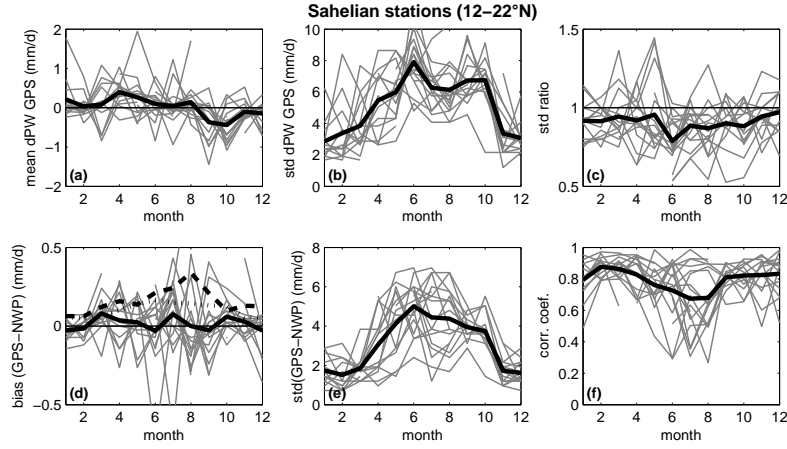 Sahelian stations (12−22°N)
mean dPW GPS (mm/d)
2
1
0
−1
−2
(a)
2 4 6 8 10 12
month
std dPW GPS (mm/d)
10
8
6
4
2
0
(b)
2 4 6 8 10 12
month
std ratio
1.5
1
0.5
(c)
2 4 6 8 10 12
month
bias (GPS−NWP) (mm/d)
0.5
0
−0.5
(d)
2 4 6 8 10 12
month
std(GPS−NWP) (mm/d)
8
6
4
2
0
(e)
2 4 6 8 10 12
month
corr. coef.
1
0.8
0.6
0.4
0.2
0
(f)
2 4 6 8 10 12
month